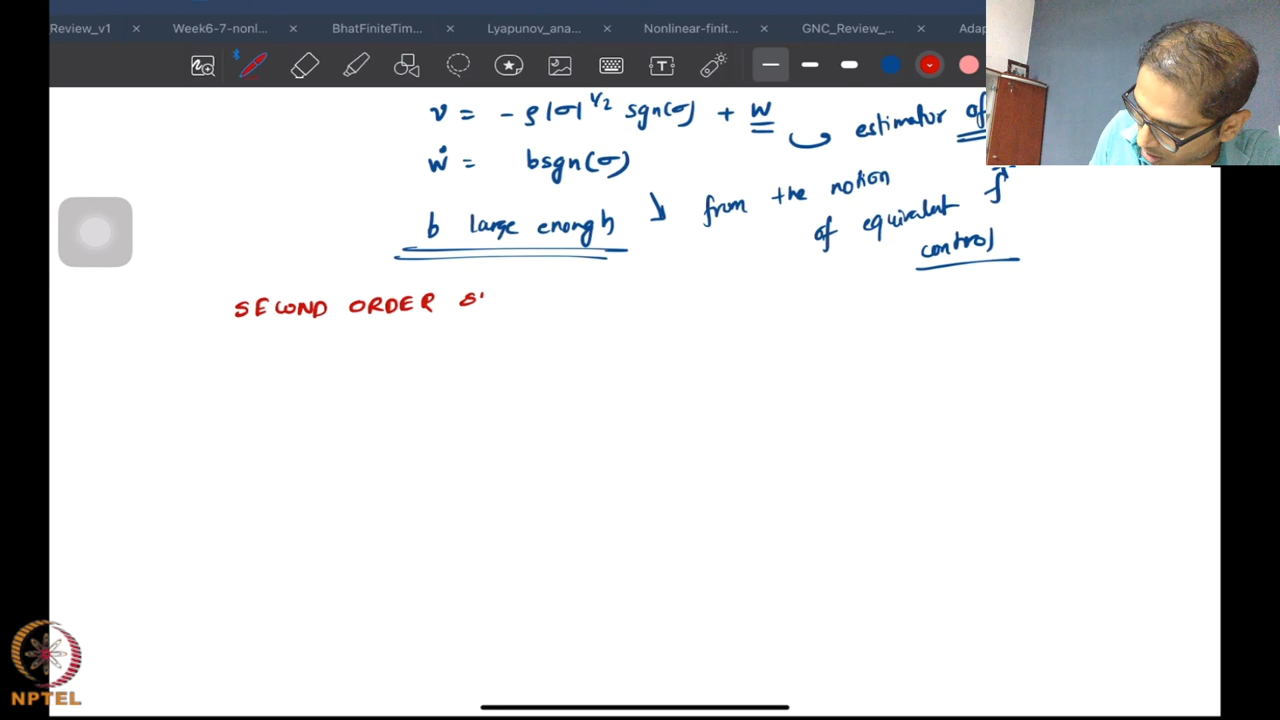 Review_v1 Week6-7-nonl... BhatFiniteTim... Lyapunov_ana... Nonlinear-finit... GNC_Review_... Adap
ν = - ρ|σ|^{1/2} sgn(σ) + w estimator of
ẇ = b sgn(σ)
from the notion
b large enough of equivalent
control
SECOND ORDER S
NPTEL